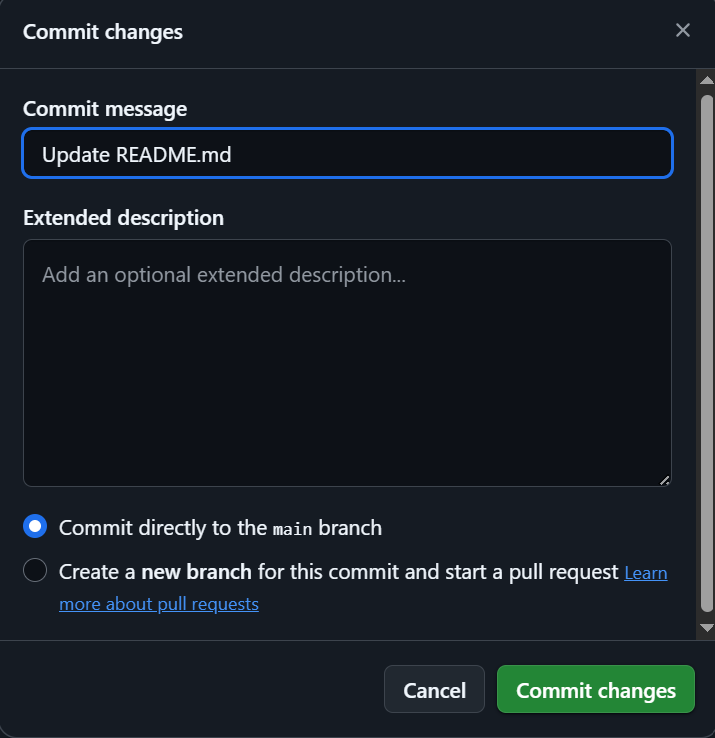 Commit changes
Commit message
Update README.md
Extended description
Add an optional extended description...
Commit directly to the main branch
Create a new branch for this commit and start a pull request Learn
more about pull requests
Cancel
Commit changes